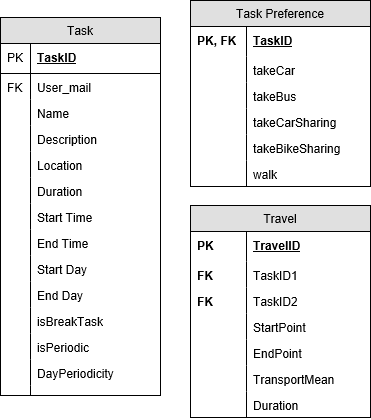 Task
PK TaskID
FK User_mail
Name
Description
Location
Duration
Start Time
End Time
Start Day
End Day
isBreakTask
isPeriodic
DayPeriodicity
Task Preference
PK, FK TaskID
takeCar
takeBus
takeCarSharing
takeBikeSharing
walk
Travel
PK TravelID
FK TaskID1
FK TaskID2
StartPoint
EndPoint
TransportMean
Duration